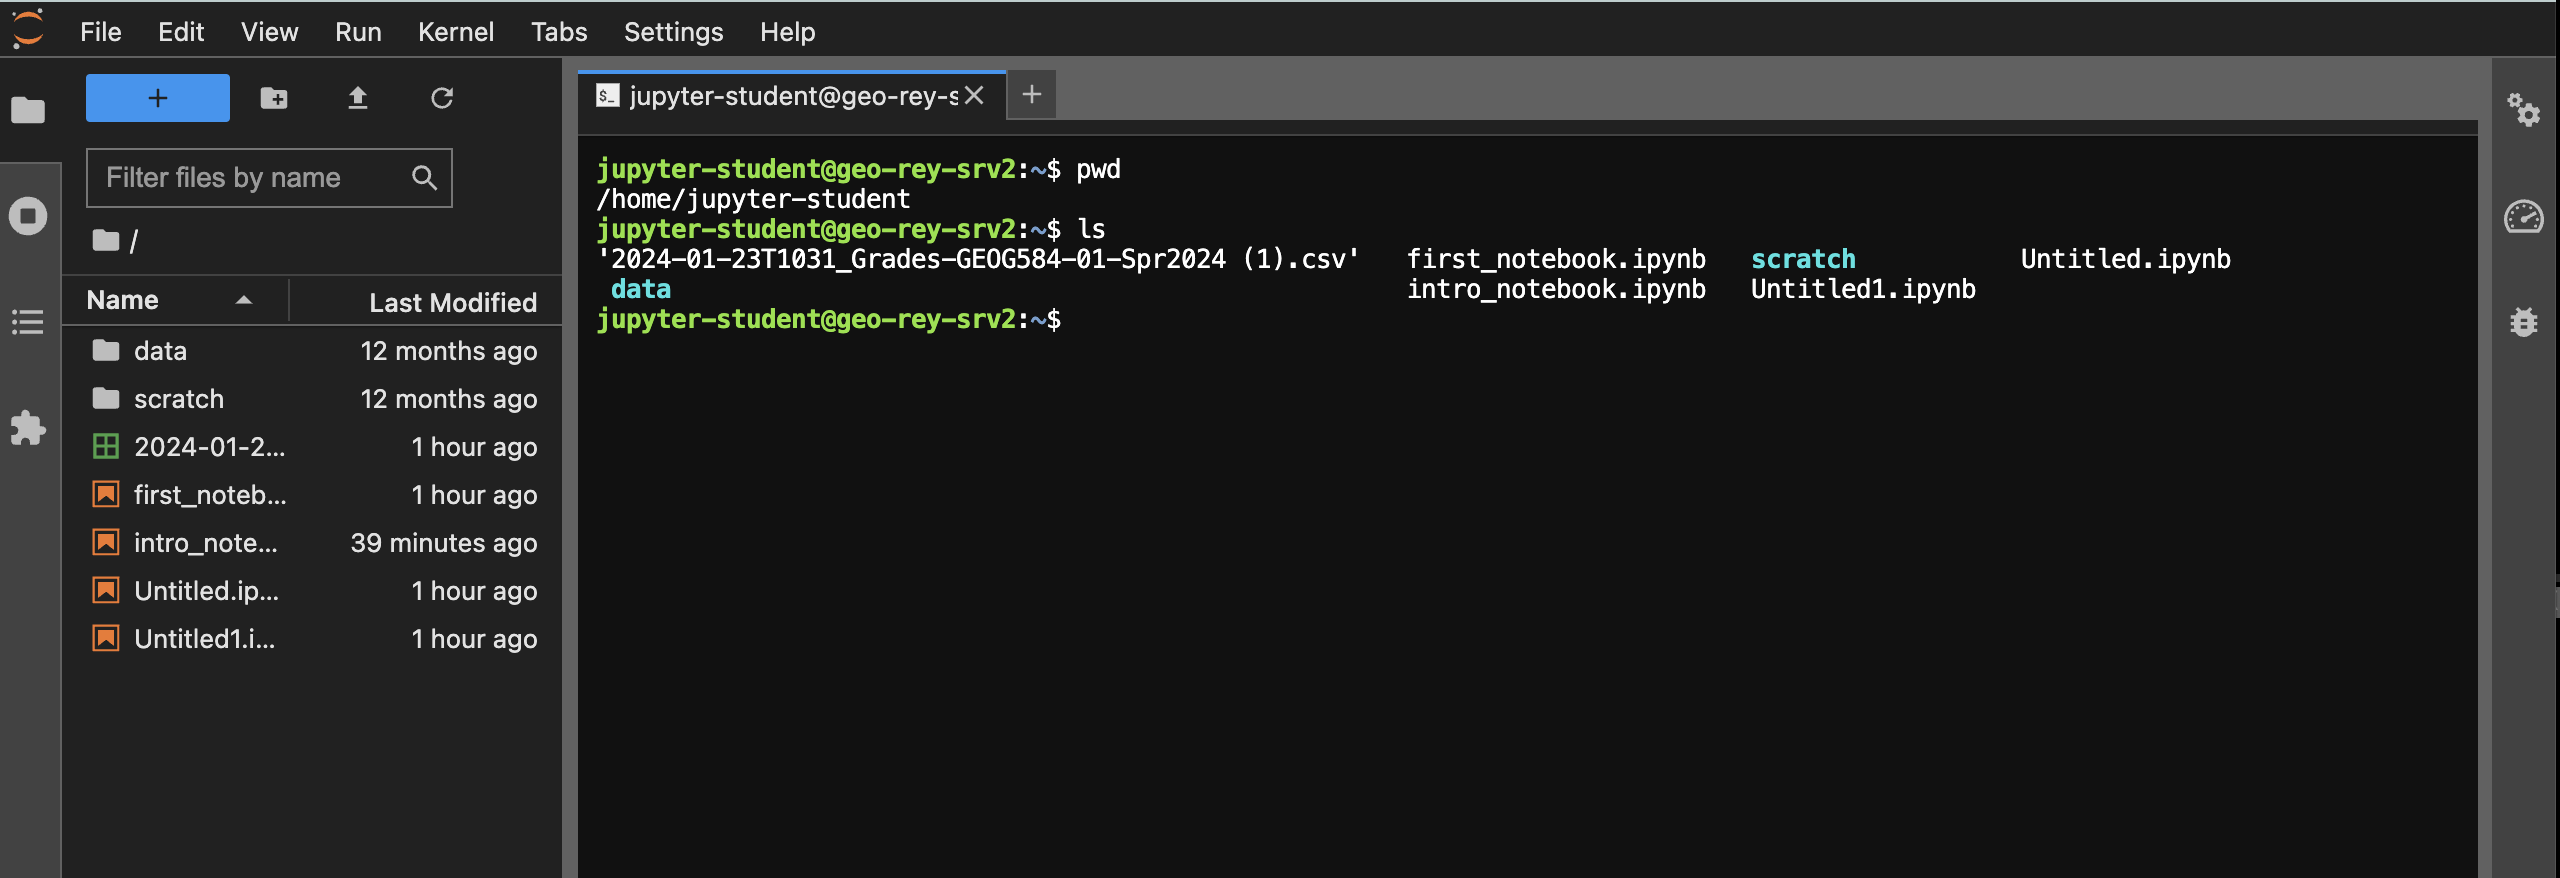 File Edit View Run Kernel Tabs Settings Help
+
Filter files by name
/
Name Last Modified
data 12 months ago
scratch 12 months ago
2024-01-2... 1 hour ago
first_noteb... 1 hour ago
intro_note... 39 minutes ago
Untitled.ip... 1 hour ago
Untitled1.i... 1 hour ago
$_ jupyter-student@geo-rey-s × +
jupyter-student@geo-rey-srv2:~$ pwd
/home/jupyter-student
jupyter-student@geo-rey-srv2:~$ ls
'2024-01-23T1031_Grades-GEOG584-01-Spr2024 (1).csv' first_notebook.ipynb scratch Untitled.ipynb
data intro_notebook.ipynb Untitled1.ipynb
jupyter-student@geo-rey-srv2:~$